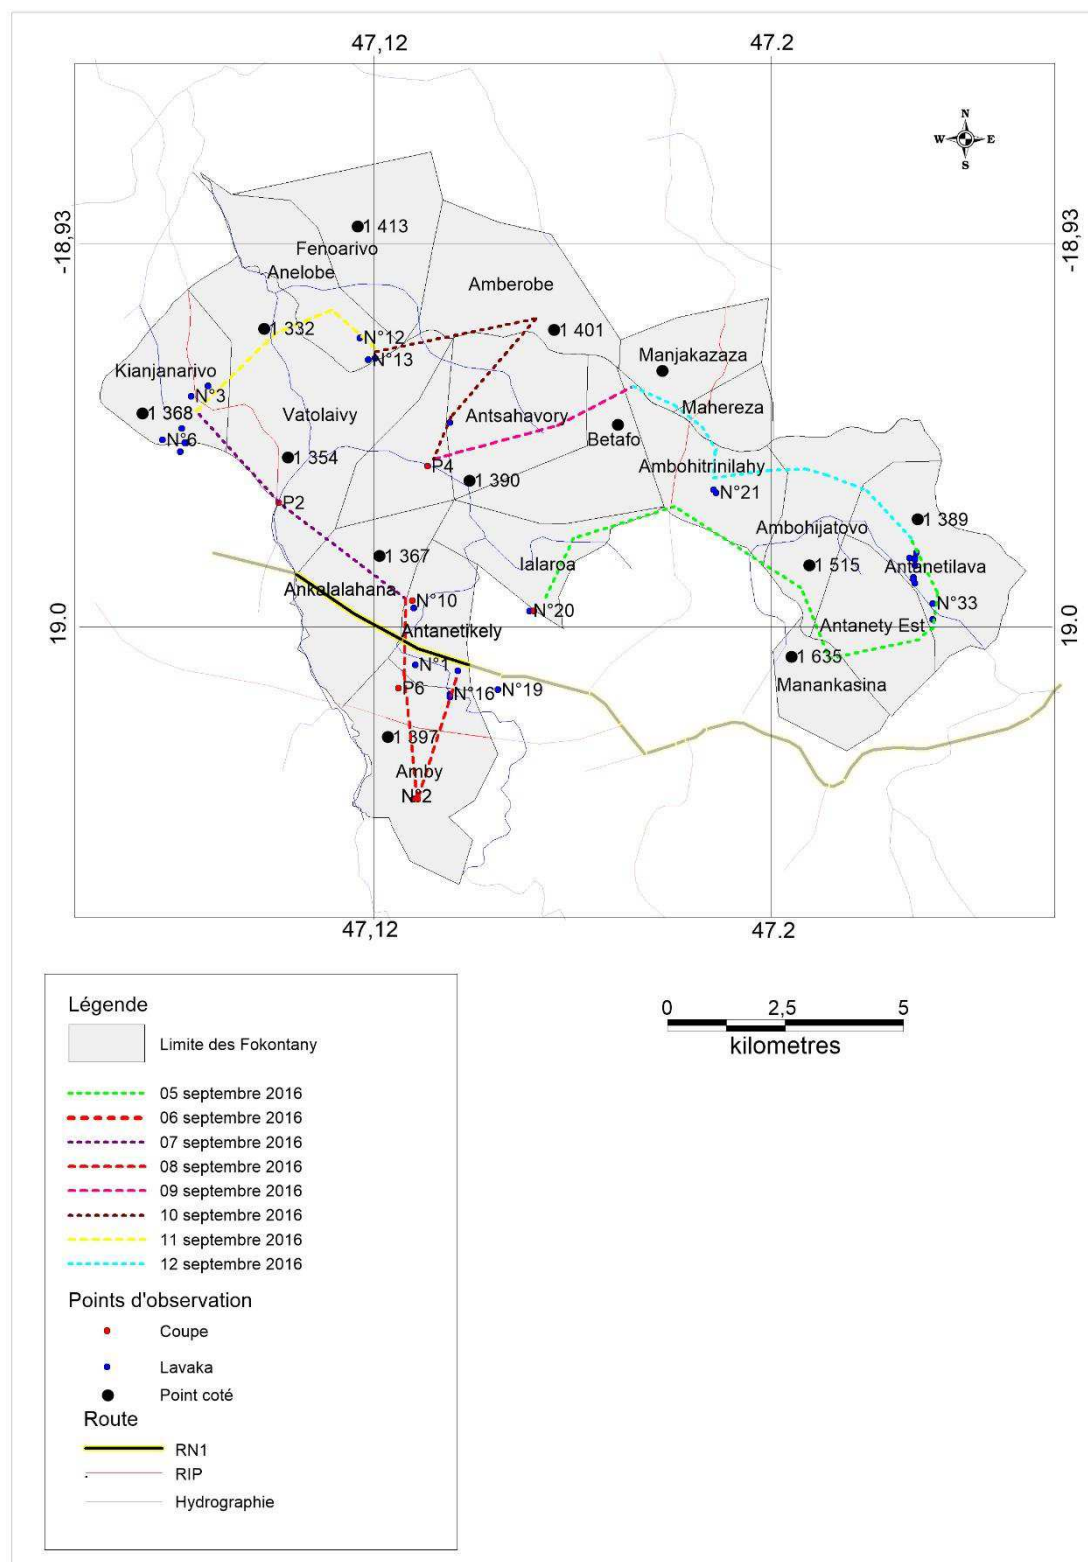 47,12 47.2
N
W E
S
-18,93 -18,93
1 413
Fenoarivo
Anelobe
Amberobe
1 332
N°12
1 401
N°13
Manjakazaza
Kianjanarivo
N°3
Mahereza
1 368
Vatolaivy
Antsahavory
Betafo
N°6
1 354
P4
Ambohitrinilahy
1 390
N°21
P2
1 389
Ambohijatovo
1 367
Ialaroa
1 515
Antanetilava
Ankalalahana
N°10
N°20
N°33
19.0 19.0
Antanetikely
Antanety Est
N°1
1 635
P6
N°16
N°19
Manankasina
1 397
Amby
N°2
47,12 47.2
Légende
Limite des Fokontany
0 2,5 5
kilometres
05 septembre 2016
06 septembre 2016
07 septembre 2016
08 septembre 2016
09 septembre 2016
10 septembre 2016
11 septembre 2016
12 septembre 2016
Points d'observation
Coupe
Lavaka
Point coté
Route
RN1
RIP
Hydrographie